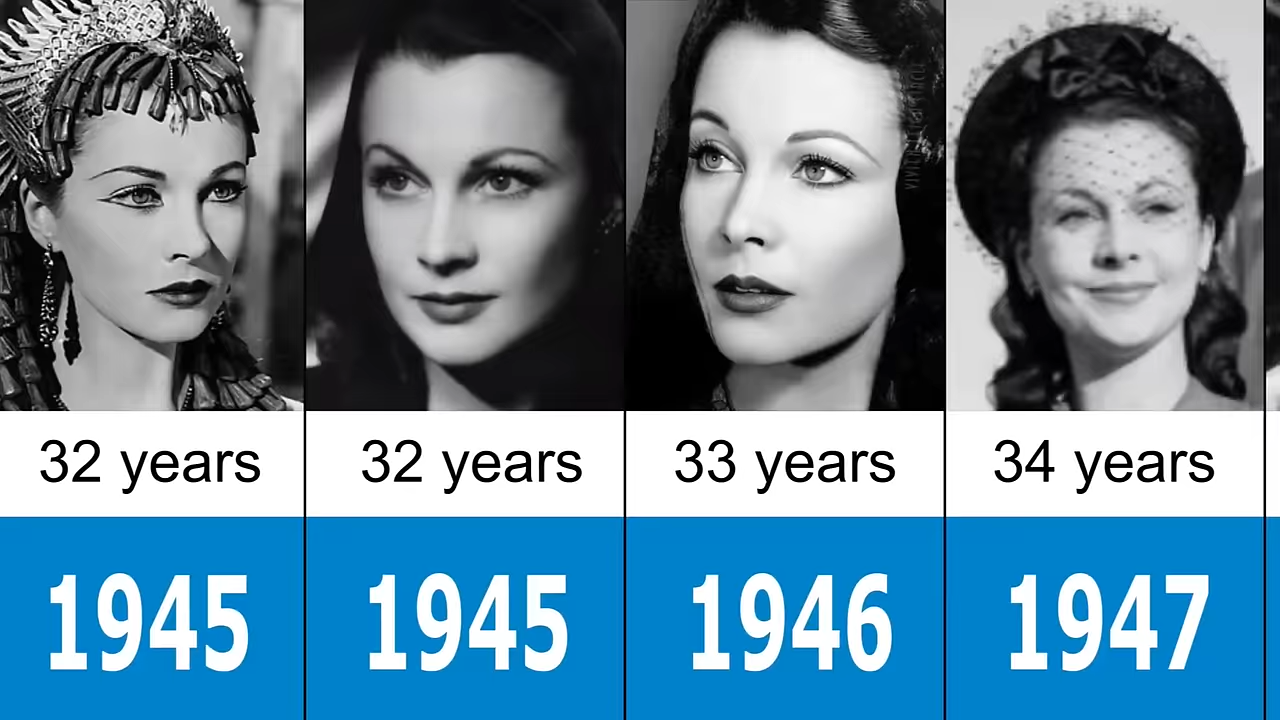 32 years
32 years
33 years
34 years
1945
1945
1946
1947